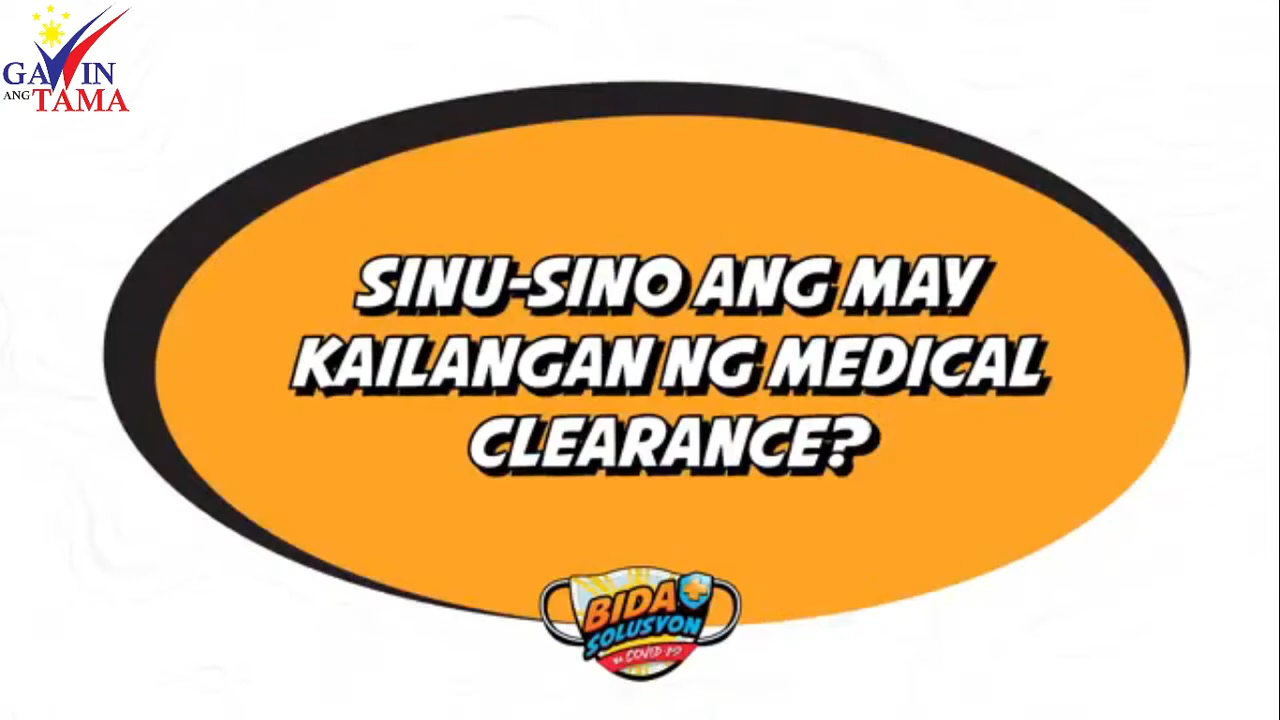 GAWIN
ANG TAMA
SINU-SINO ANG MAY
KAILANGAN NG MEDICAL
CLEARANCE?
BIDA
SOLUSYON
sa COVID-19